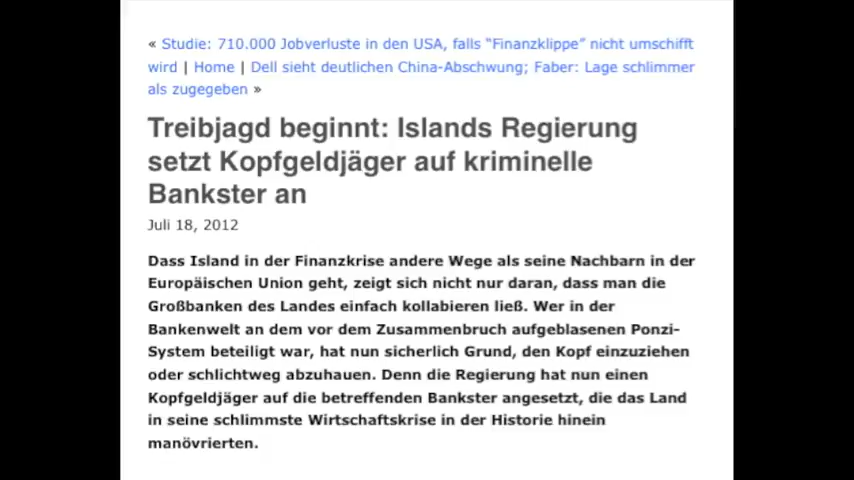 « Studie: 710.000 Jobverluste in den USA, falls “Finanzklippe” nicht umschifft
wird | Home | Dell sieht deutlichen China-Abschwung; Faber: Lage schlimmer
als zugegeben »
Treibjagd beginnt: Islands Regierung
setzt Kopfgeldjäger auf kriminelle
Bankster an
Juli 18, 2012
Dass Island in der Finanzkrise andere Wege als seine Nachbarn in der
Europäischen Union geht, zeigt sich nicht nur daran, dass man die
Großbanken des Landes einfach kollabieren ließ. Wer in der
Bankenwelt an dem vor dem Zusammenbruch aufgeblasenen Ponzi-
System beteiligt war, hat nun sicherlich Grund, den Kopf einzuziehen
oder schlichtweg abzuhauen. Denn die Regierung hat nun einen
Kopfgeldjäger auf die betreffenden Bankster angesetzt, die das Land
in seine schlimmste Wirtschaftskrise in der Historie hinein
manövrierten.